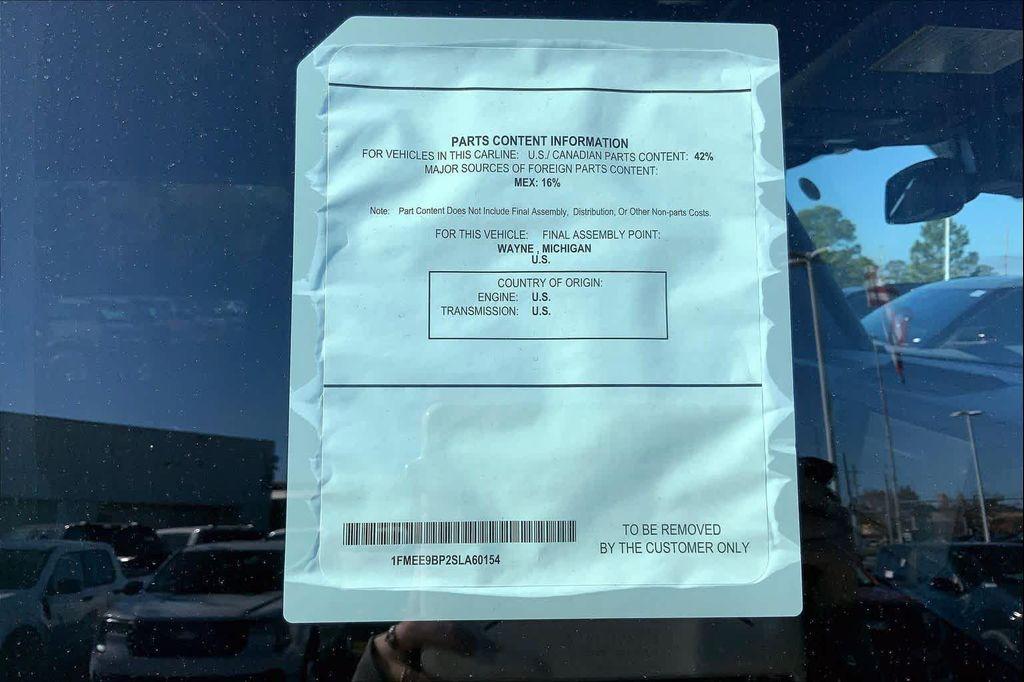 PARTS CONTENT INFORMATION
FOR VEHICLES IN THIS CARLINE: U.S./ CANADIAN PARTS CONTENT: 42%
MAJOR SOURCES OF FOREIGN PARTS CONTENT:
MEX: 16%
Note: Part Content Does Not Include Final Assembly, Distribution, Or Other Non-parts Costs.
FOR THIS VEHICLE: FINAL ASSEMBLY POINT:
WAYNE , MICHIGAN
U.S.
COUNTRY OF ORIGIN:
ENGINE: U.S.
TRANSMISSION: U.S.
1FMEE9BP2SLA60154
TO BE REMOVED
BY THE CUSTOMER ONLY